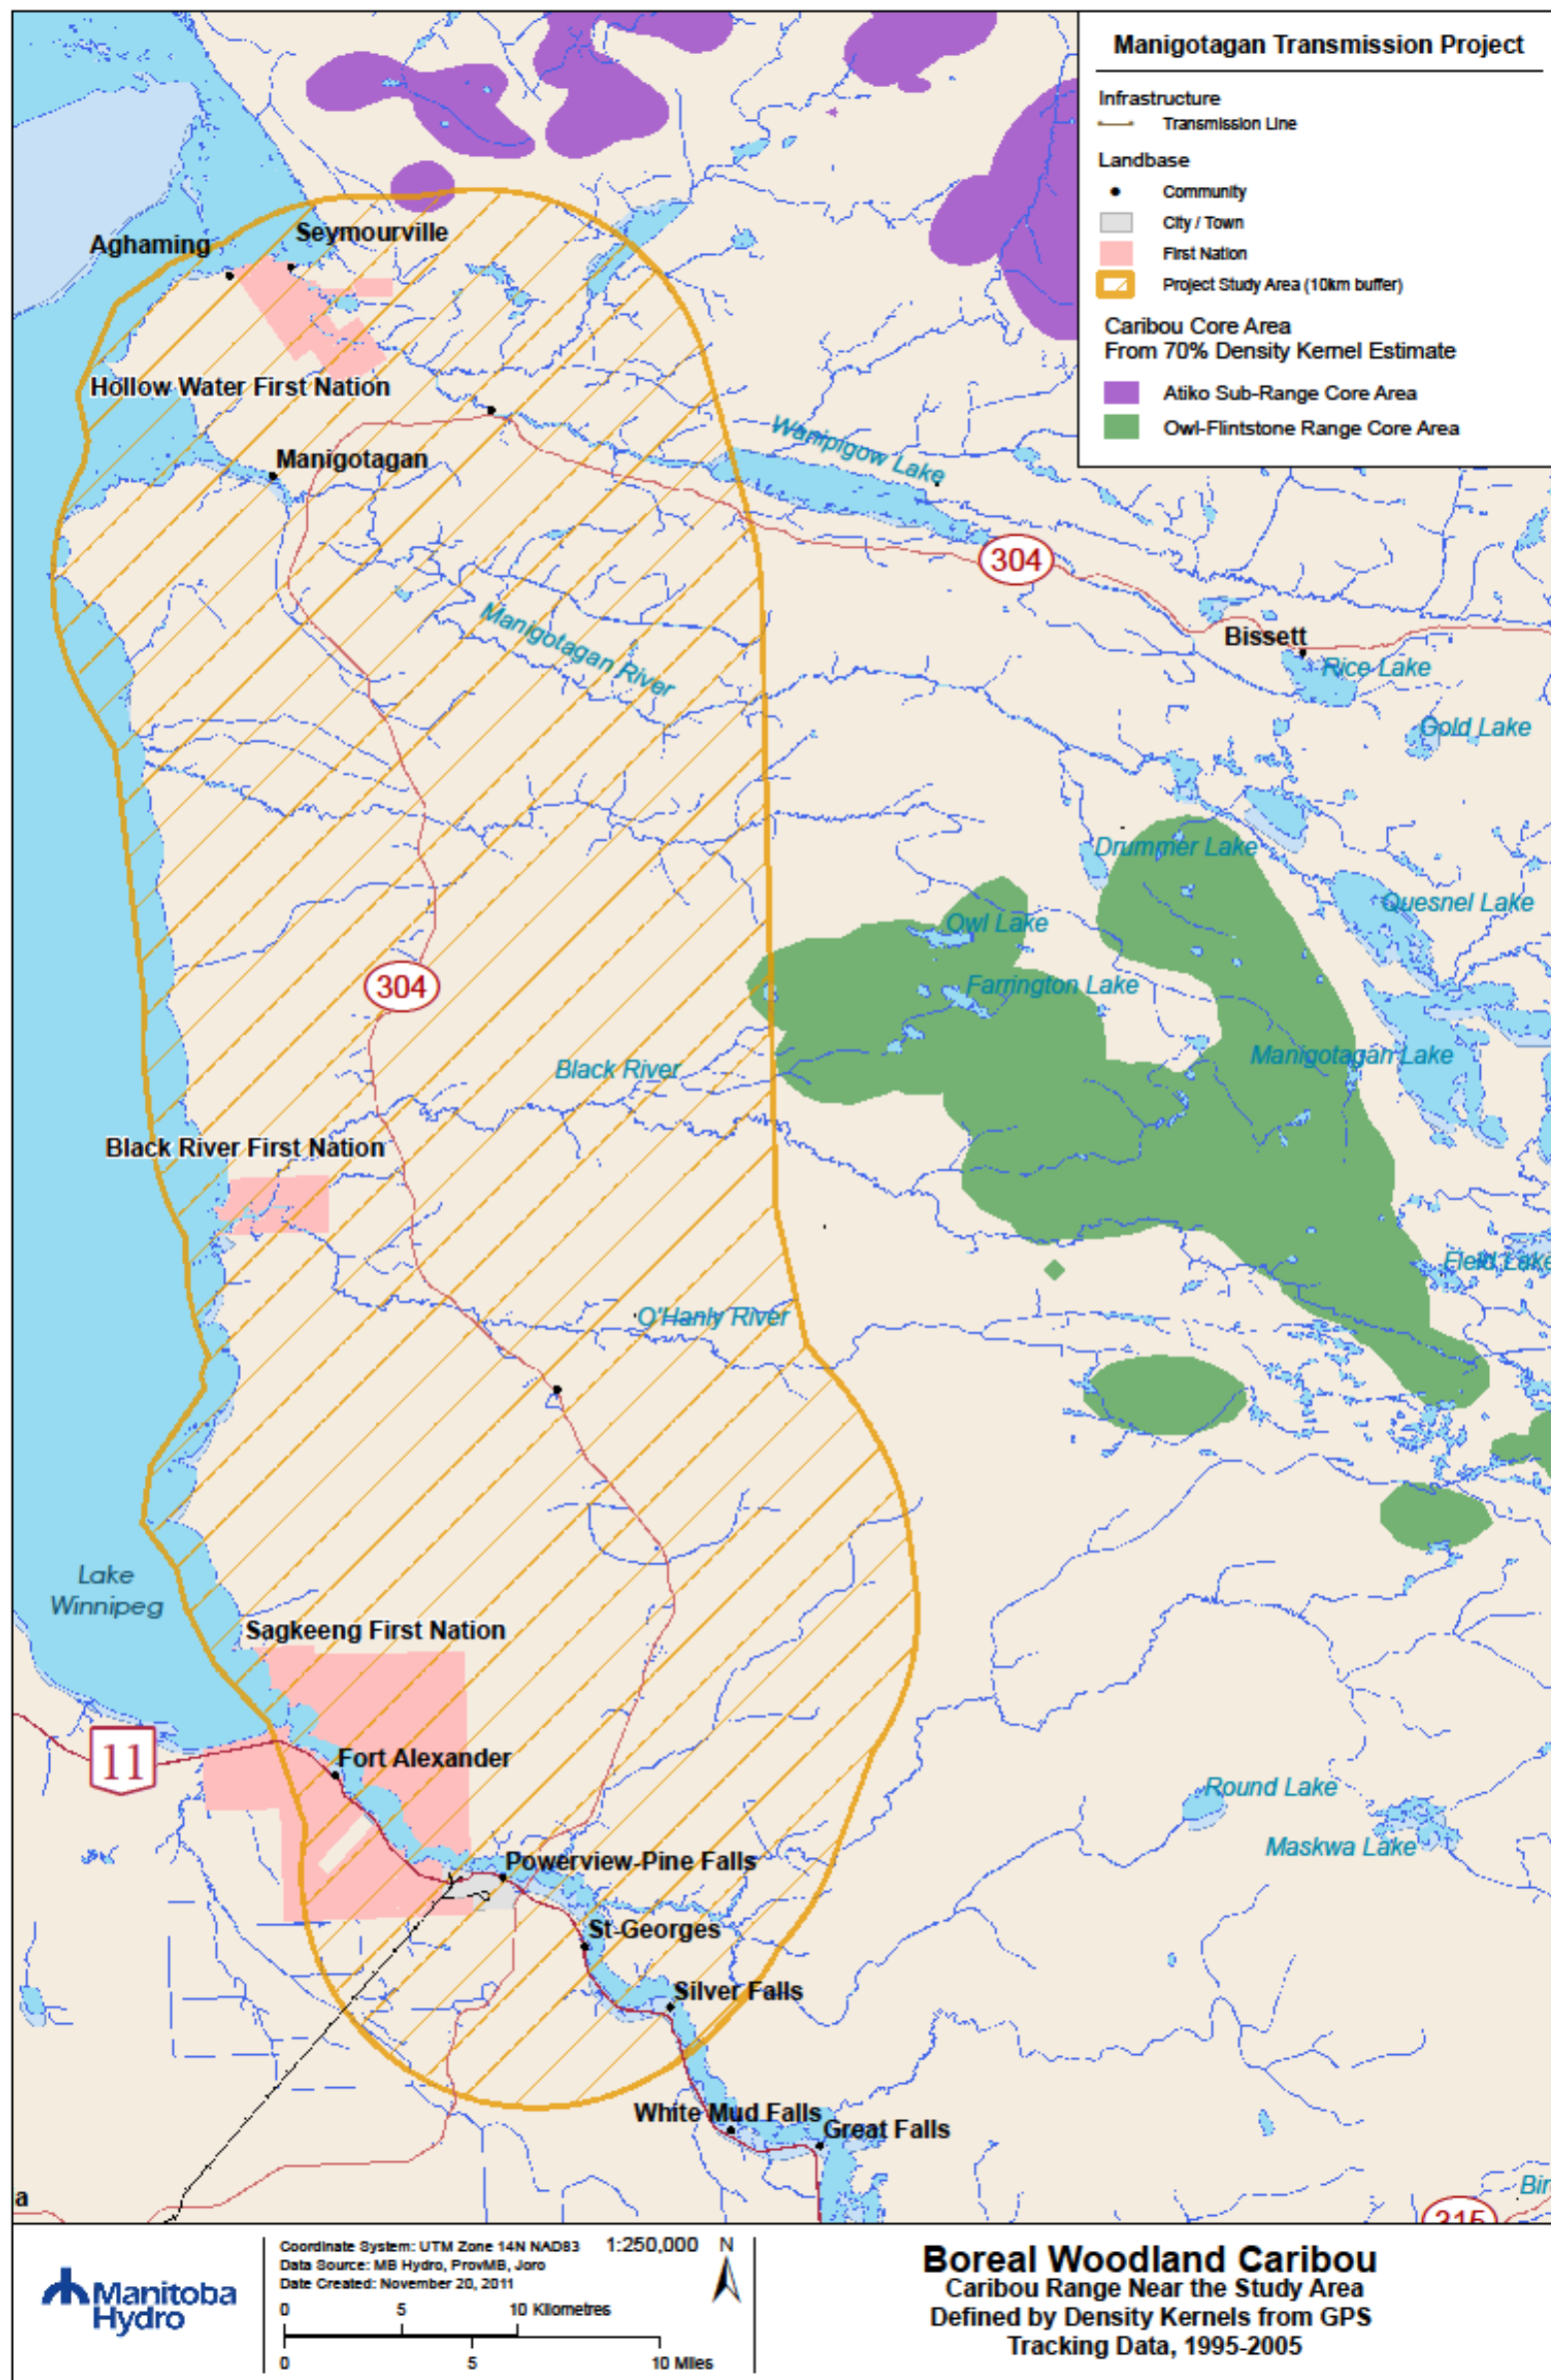 Manigotagan Transmission Project
Infrastructure
Transmission Line
Landbase
Community
City / Town
First Nation
Project Study Area (10km buffer)
Caribou Core Area
From 70% Density Kernel Estimate
Atiko Sub-Range Core Area
Owl-Flintstone Range Core Area
Aghaming
Seymourville
Hollow Water First Nation
Manigotagan
Wanipigow Lake
304
Manigotagan River
Bissett
Rice Lake
Gold Lake
Drummer Lake
Quesnel Lake
Owl Lake
Farrington Lake
304
Manigotagan Lake
Black River
Black River First Nation
Field Lake
O'Hanly River
Lake
Winnipeg
Sagkeeng First Nation
11
Fort Alexander
Round Lake
Maskwa Lake
Powerview-Pine Falls
St-Georges
Silver Falls
White Mud Falls
Great Falls
a
Bir
315
Manitoba
Hydro
Coordinate System: UTM Zone 14N NAD83
Data Source: MB Hydro, ProvMB, Joro
Date Created: November 20, 2011
1:250,000
N
0 5 10 Kilometres
0 5 10 Miles
Boreal Woodland Caribou
Caribou Range Near the Study Area
Defined by Density Kernels from GPS
Tracking Data, 1995-2005